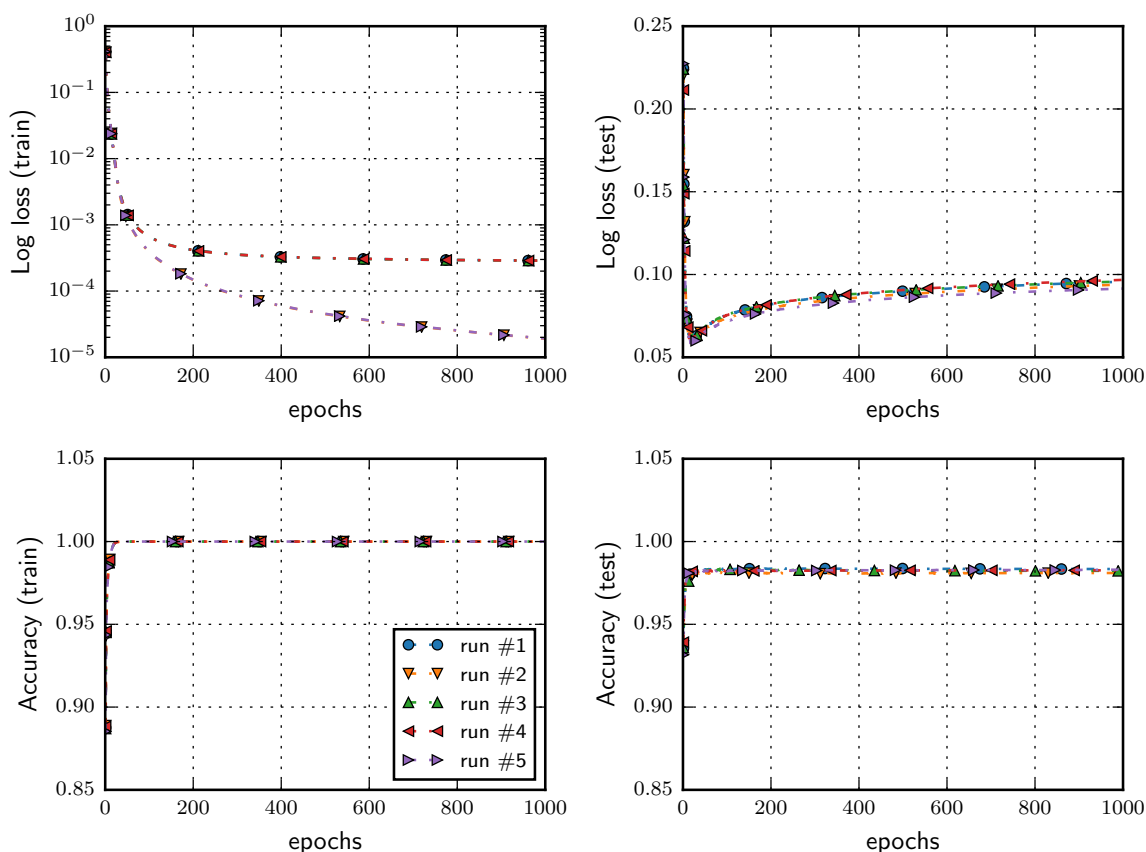 Log loss (train)
10⁰
10⁻¹
10⁻²
10⁻³
10⁻⁴
10⁻⁵
0 200 400 600 800 1000
epochs
Log loss (test)
0.25
0.20
0.15
0.10
0.05
0 200 400 600 800 1000
epochs
Accuracy (train)
1.05
1.00
0.95
0.90
0.85
0 200 400 600 800 1000
epochs
run #1
run #2
run #3
run #4
run #5
Accuracy (test)
1.05
1.00
0.95
0.90
0.85
0 200 400 600 800 1000
epochs